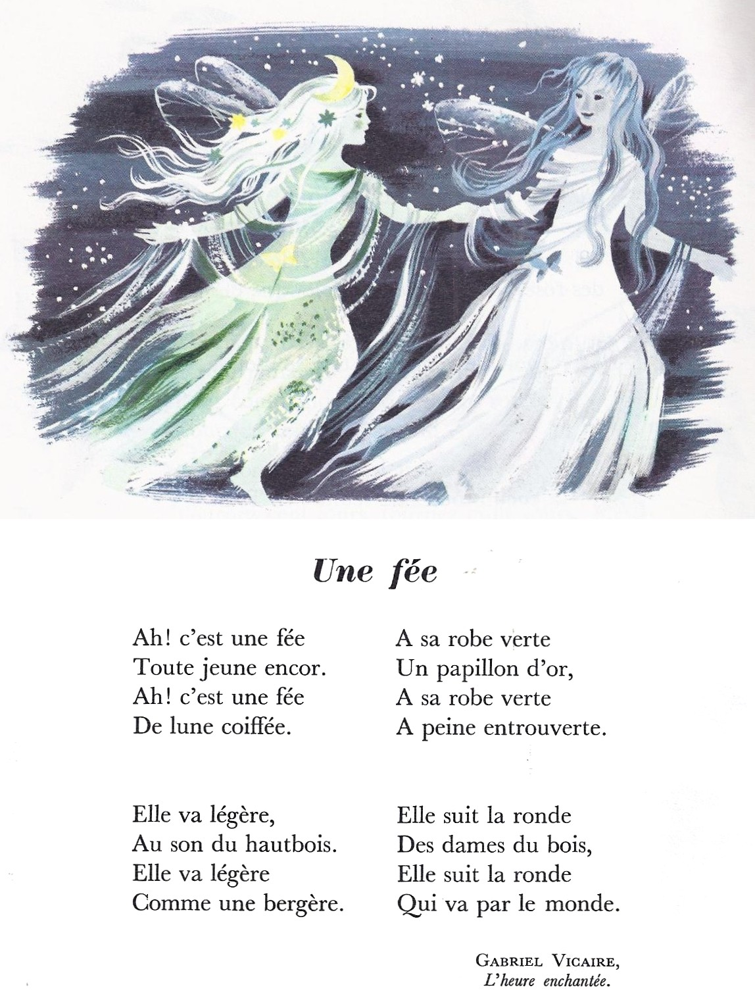 Une fée
Ah! c'est une fée
Toute jeune encor.
Ah! c'est une fée
De lune coiffée.
A sa robe verte
Un papillon d'or,
A sa robe verte
A peine entrouverte.
Elle va légère,
Au son du hautbois.
Elle va légère
Comme une bergère.
Elle suit la ronde
Des dames du bois,
Elle suit la ronde
Qui va par le monde.
GABRIEL VICAIRE,
L'heure enchantée.